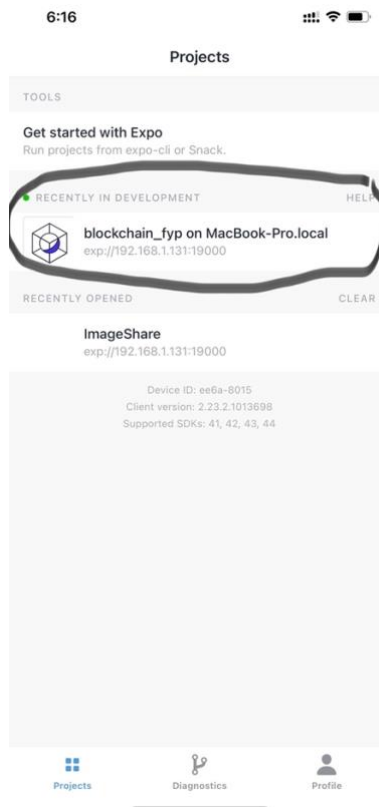 6:16
Projects
TOOLS
Get started with Expo
Run projects from expo-cli or Snack.
RECENTLY IN DEVELOPMENT HELP
blockchain_fyp on MacBook-Pro.local
exp://192.168.1.131:19000
RECENTLY OPENED CLEAR
ImageShare
exp://192.168.1.131:19000
Device ID: ee6a-8015
Client version: 2.23.2.1013698
Supported SDKs: 41, 42, 43, 44
Projects Diagnostics Profile